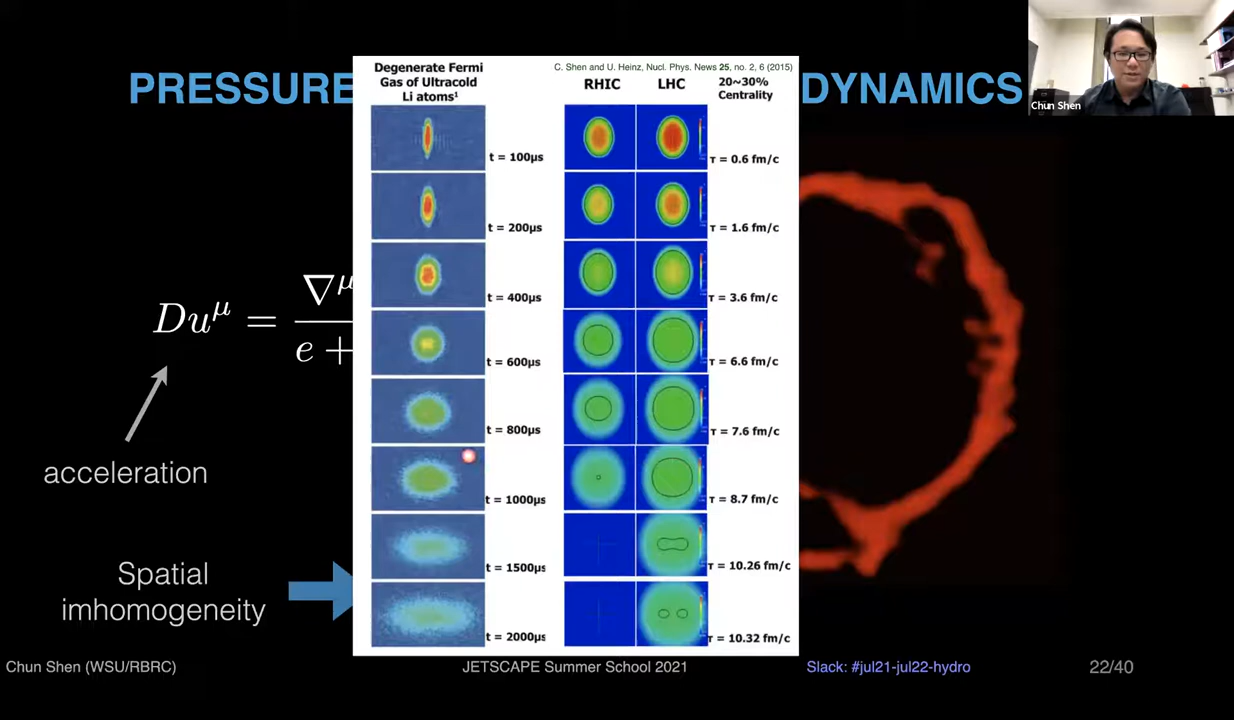 PRESSURE
DYNAMICS
Chun Shen
Degenerate Fermi
Gas of Ultracold
Li atoms¹
C. Shen and U. Heinz, Nucl. Phys. News 25, no. 2, 6 (2015)
RHIC
LHC
20~30%
Centrality
t = 100μs
τ = 0.6 fm/c
t = 200μs
τ = 1.6 fm/c
t = 400μs
τ = 3.6 fm/c
t = 600μs
τ = 6.6 fm/c
t = 800μs
τ = 7.6 fm/c
t = 1000μs
τ = 8.7 fm/c
t = 1500μs
τ = 10.26 fm/c
t = 2000μs
τ = 10.32 fm/c
Du^μ = ∇^μ
e +
acceleration
Spatial
imhomogeneity
Chun Shen (WSU/RBRC)
JETSCAPE Summer School 2021
Slack: #jul21-jul22-hydro
22/40